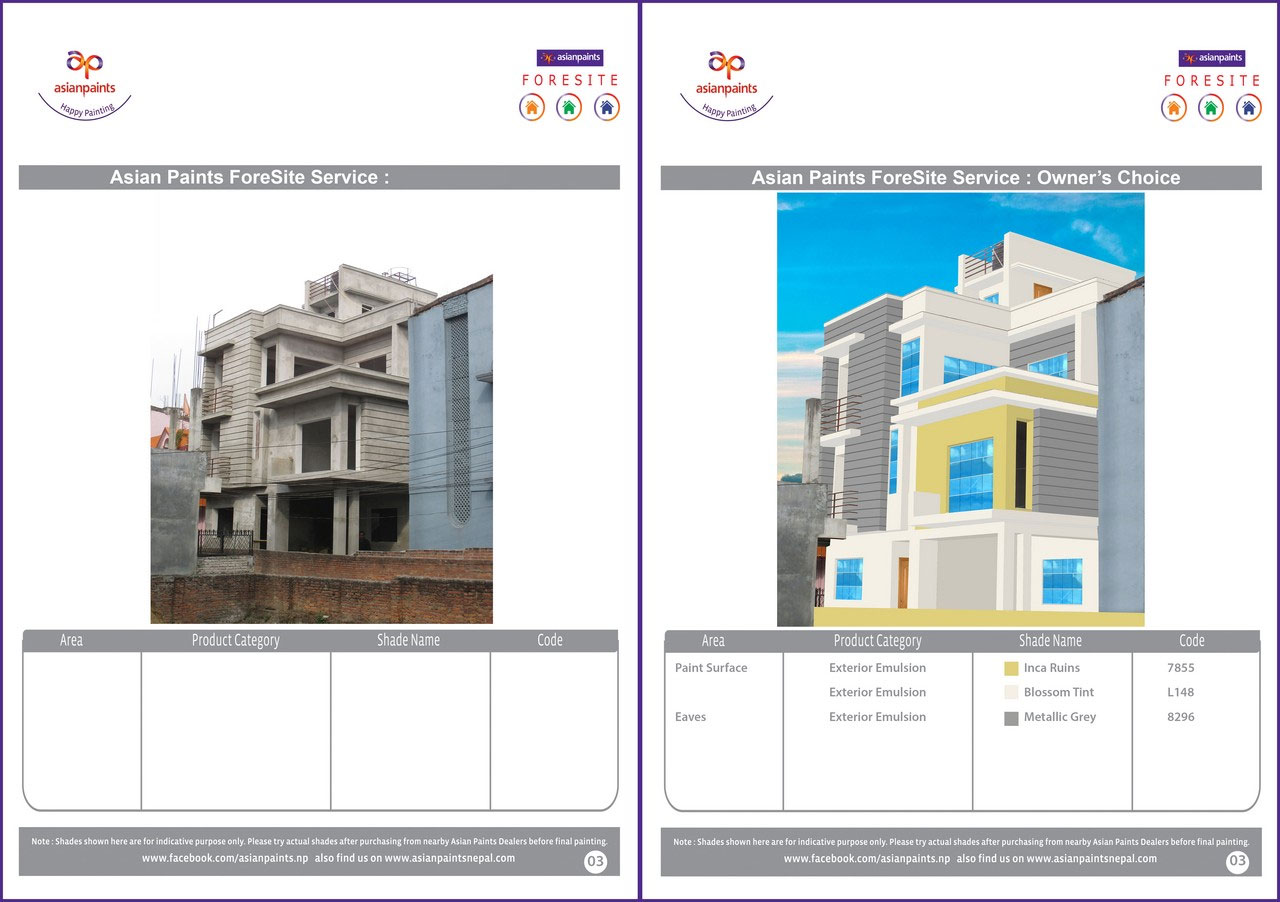 ap
asianpaints
Happy Painting
ap asianpaints
FORESITE
Asian Paints ForeSite Service :
Area Product Category Shade Name Code
Note : Shades shown here are for indicative purpose only. Please try actual shades after purchasing from nearby Asian Paints Dealers before final painting.
www.facebook.com/asianpaints.np also find us on www.asianpaintsnepal.com
03
ap
asianpaints
Happy Painting
ap asianpaints
FORESITE
Asian Paints ForeSite Service : Owner’s Choice
Area Product Category Shade Name Code
Paint Surface Exterior Emulsion Inca Ruins 7855
Exterior Emulsion Blossom Tint L148
Eaves Exterior Emulsion Metallic Grey 8296
Note : Shades shown here are for indicative purpose only. Please try actual shades after purchasing from nearby Asian Paints Dealers before final painting.
www.facebook.com/asianpaints.np also find us on www.asianpaintsnepal.com
03